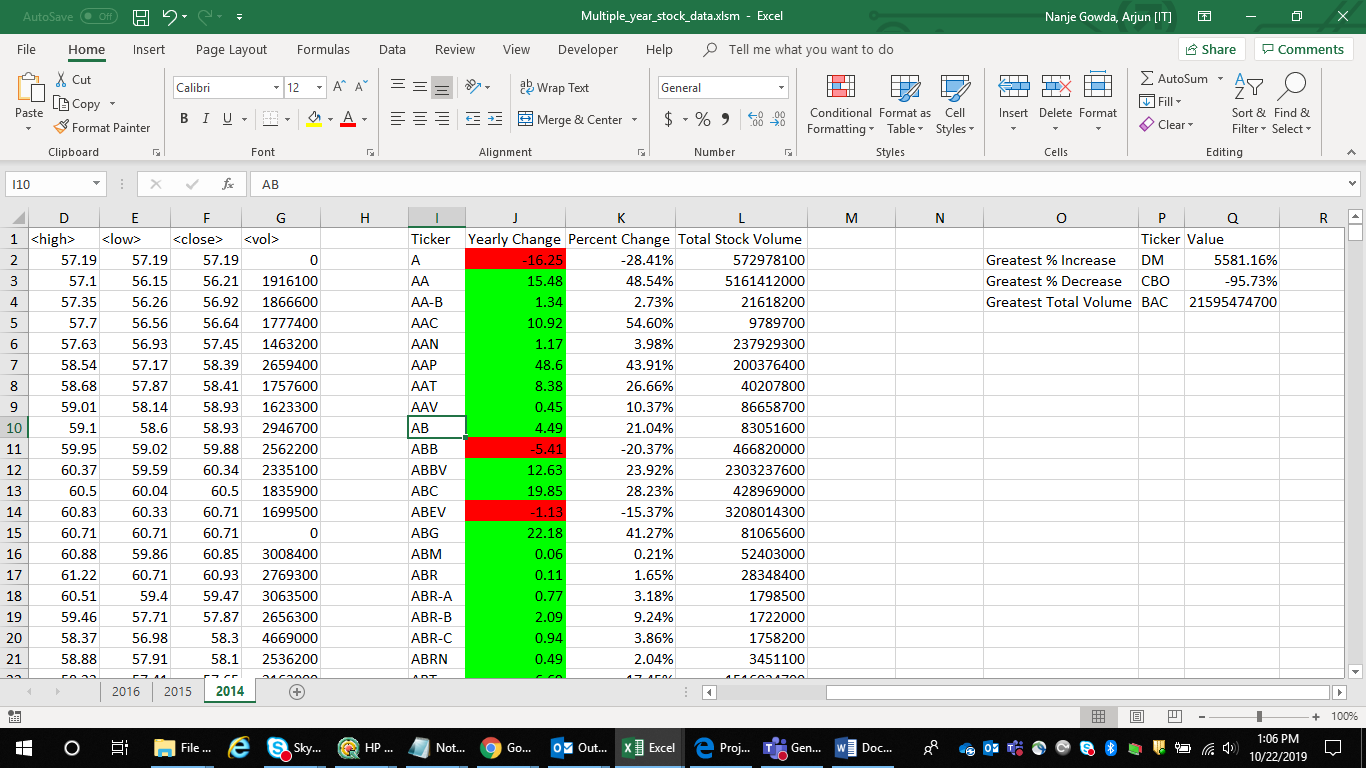 AutoSave Off Multiple_year_stock_data.xlsm - Excel Nanje Gowda, Arjun [IT]
File Home Insert Page Layout Formulas Data Review View Developer Help Tell me what you want to do Share Comments
Cut Calibri 12 Wrap Text General AutoSum
Paste Copy Fill
Format Painter Merge & Center Clear
Conditional Formatting Format as Table Cell Styles Insert Delete Format Sort & Filter Find & Select
Clipboard Font Alignment Number Styles Cells Editing
I10 fx AB
D E F G H I J K L M N O P Q R
1 <high> <low> <close> <vol> Ticker Yearly Change Percent Change Total Stock Volume Ticker Value
2 57.19 57.19 57.19 0 A -16.25 -28.41% 572978100 Greatest % Increase DM 5581.16%
3 57.1 56.15 56.21 1916100 AA 15.48 48.54% 5161412000 Greatest % Decrease CBO -95.73%
4 57.35 56.26 56.92 1866600 AA-B 1.34 2.73% 21618200 Greatest Total Volume BAC 21595474700
5 57.7 56.56 56.64 1777400 AAC 10.92 54.60% 9789700
6 57.63 56.93 57.45 1463200 AAN 1.17 3.98% 237929300
7 58.54 57.17 58.39 2659400 AAP 48.6 43.91% 200376400
8 58.68 57.87 58.41 1757600 AAT 8.38 26.66% 40207800
9 59.01 58.14 58.93 1623300 AAV 0.45 10.37% 86658700
10 59.1 58.6 58.93 2946700 AB 4.49 21.04% 83051600
11 59.95 59.02 59.88 2562200 ABB -5.41 -20.37% 466820000
12 60.37 59.59 60.34 2335100 ABBV 12.63 23.92% 2303237600
13 60.5 60.04 60.5 1835900 ABC 19.85 28.23% 428969000
14 60.83 60.33 60.71 1699500 ABEV -1.13 -15.37% 3208014300
15 60.71 60.71 60.71 0 ABG 22.18 41.27% 81065600
16 60.88 59.86 60.85 3008400 ABM 0.06 0.21% 52403000
17 61.22 60.71 60.93 2769300 ABR 0.11 1.65% 28348400
18 60.51 59.4 59.47 3063500 ABR-A 0.77 3.18% 1798500
19 59.46 57.71 57.87 2656300 ABR-B 2.09 9.24% 1722000
20 58.37 56.98 58.3 4669000 ABR-C 0.94 3.86% 1758200
21 58.88 57.91 58.1 2536200 ABRN 0.49 2.04% 3451100
2016 2015 2014
100%
File ... Sky... HP ... Not... Go... Out... Excel Proj... Gen... Doc... 1:06 PM
10/22/2019